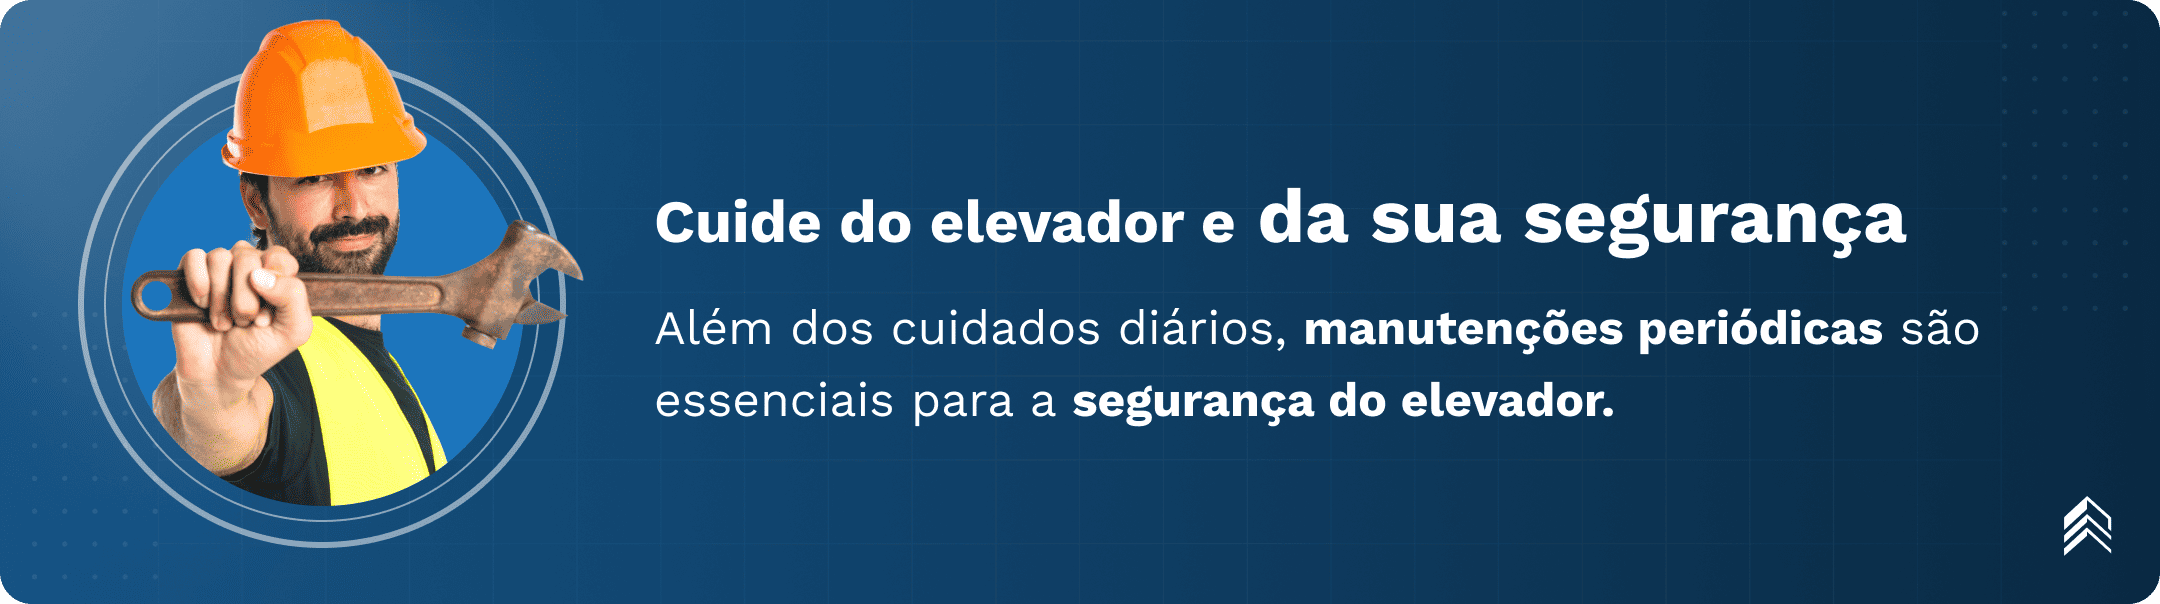 Cuide do elevador e da sua segurança
Além dos cuidados diários, manutenções periódicas são
essenciais para a segurança do elevador.